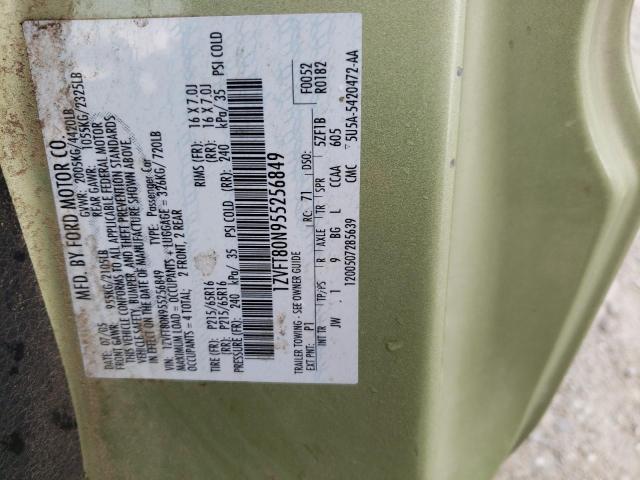 MFD. BY FORD MOTOR CO.
DATE: 07/05 GVWR: 2005KG/4420LB
FRONT GAWR: 955KG/2105LB REAR GAWR: 1055KG/2325LB
THIS VEHICLE CONFORMS TO ALL APPLICABLE FEDERAL MOTOR
VEHICLE SAFETY, BUMPER, AND THEFT PREVENTION STANDARDS
IN EFFECT ON THE DATE OF MANUFACTURE SHOWN ABOVE.
VIN: 1ZVFT80N955256849 TYPE: Passenger Car
MAXIMUM LOAD = OCCUPANTS + LUGGAGE = 326KG/ 770LB
OCCUPANTS = 4 TOTAL: 2 FRONT, 2 REAR
TIRE (FR): P215/65R16 RIMS (FR): 16 X 7.0J
TIRE (RR): P215/65R16 (RR): 16 X 7.0J
PRESSURE (FR): 240 kPa/ 35 PSI COLD (RR): 240 kPa/ 35 PSI COLD
1ZVFT80N955256849
TRAILER TOWING - SEE OWNER GUIDE F0052
EXT PNT: P1 RC: 71 DSO: R0182
INT TR TP/PS R AXLE TR SPR 5ZF1B
JW . 1 9 BG L CCAA 605
1200507285639 CMC 5U5A-5420472-AA